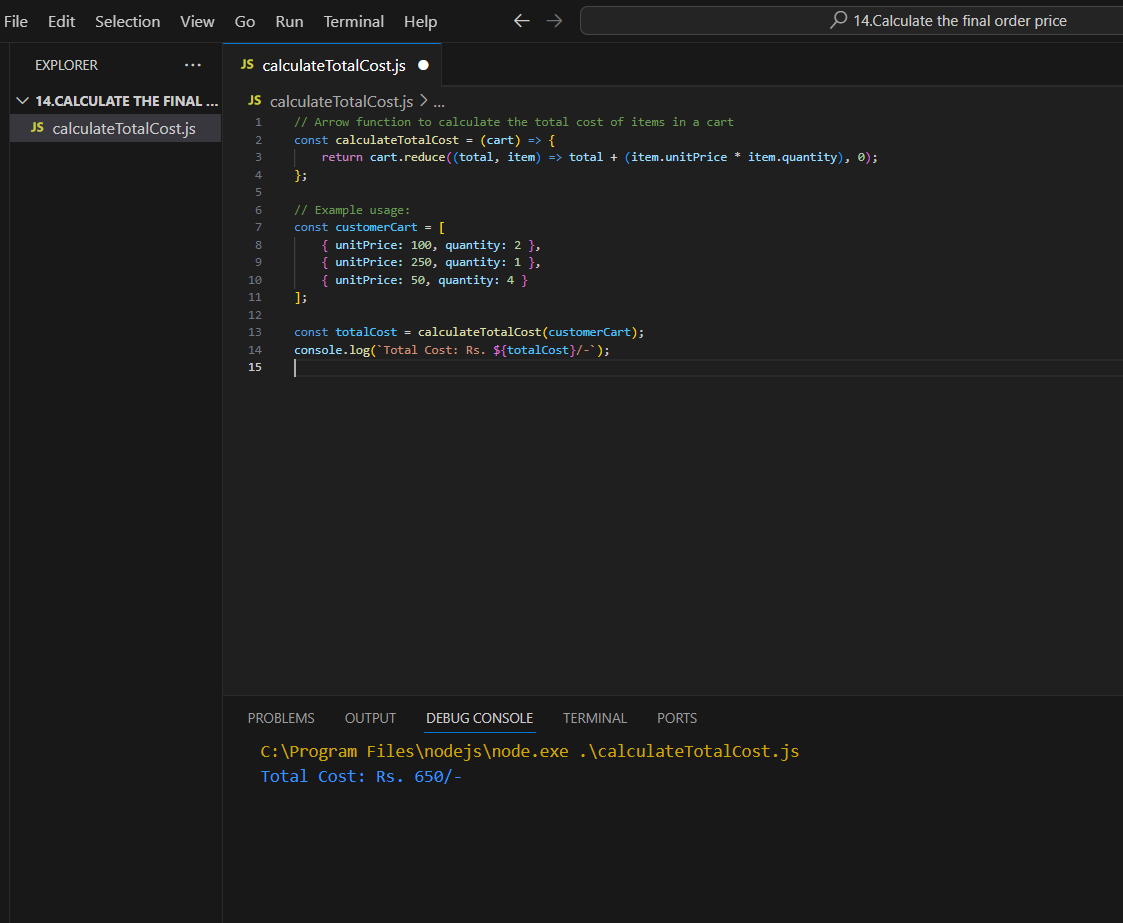 File Edit Selection View Go Run Terminal Help
14.Calculate the final order price
EXPLORER ...
14.CALCULATE THE FINAL ...
JS calculateTotalCost.js
JS calculateTotalCost.js
JS calculateTotalCost.js > ...
1 // Arrow function to calculate the total cost of items in a cart
2 const calculateTotalCost = (cart) => {
3 return cart.reduce((total, item) => total + (item.unitPrice * item.quantity), 0);
4 };
5
6 // Example usage:
7 const customerCart = [
8 { unitPrice: 100, quantity: 2 },
9 { unitPrice: 250, quantity: 1 },
10 { unitPrice: 50, quantity: 4 }
11 ];
12
13 const totalCost = calculateTotalCost(customerCart);
14 console.log(`Total Cost: Rs. ${totalCost}/-`);
15
PROBLEMS OUTPUT DEBUG CONSOLE TERMINAL PORTS
C:\Program Files\nodejs\node.exe .\calculateTotalCost.js
Total Cost: Rs. 650/-